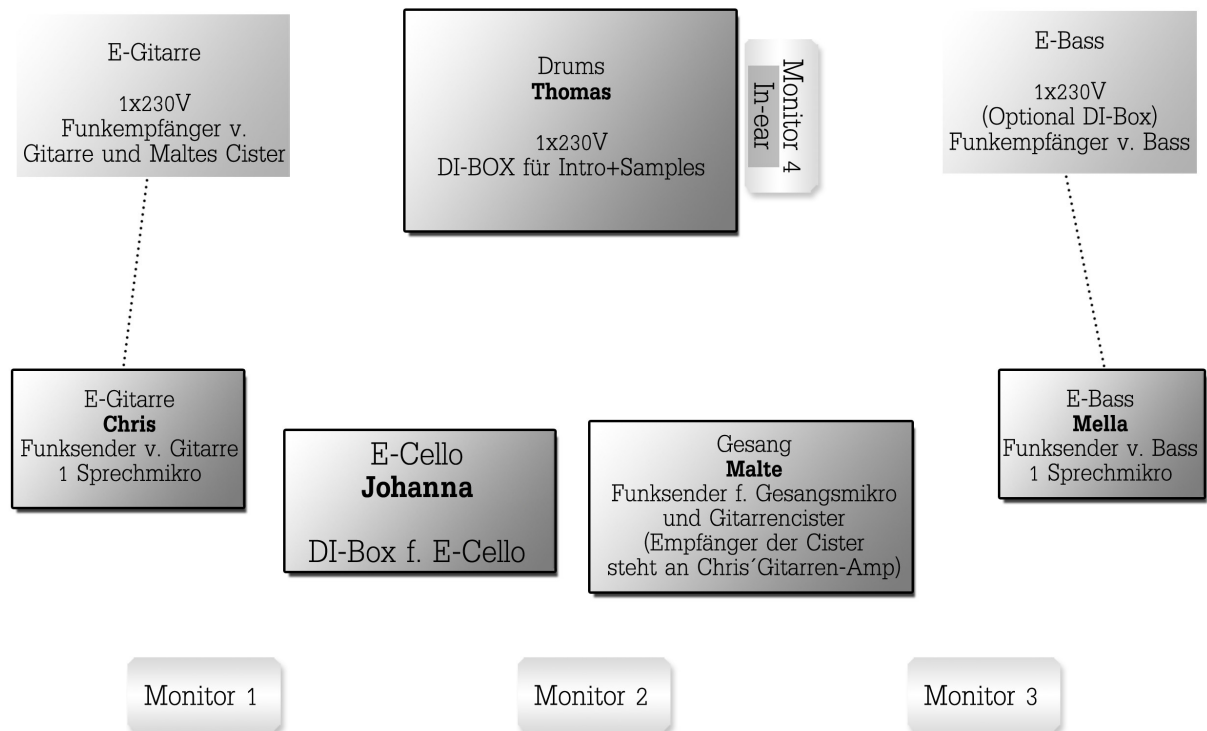 E-Gitarre
1x230V
Funkempfänger v.
Gitarre und Maltes Cister
Drums
Thomas
1x230V
DI-BOX für Intro+Samples
Monitor 4
In-ear
E-Bass
1x230V
(Optional DI-Box)
Funkempfänger v. Bass
E-Gitarre
Chris
Funksender v. Gitarre
1 Sprechmikro
E-Cello
Johanna
DI-Box f. E-Cello
Gesang
Malte
Funksender f. Gesangsmikro
und Gitarrencister
(Empfänger der Cister
steht an Chris´Gitarren-Amp)
E-Bass
Mella
Funksender v. Bass
1 Sprechmikro
Monitor 1
Monitor 2
Monitor 3